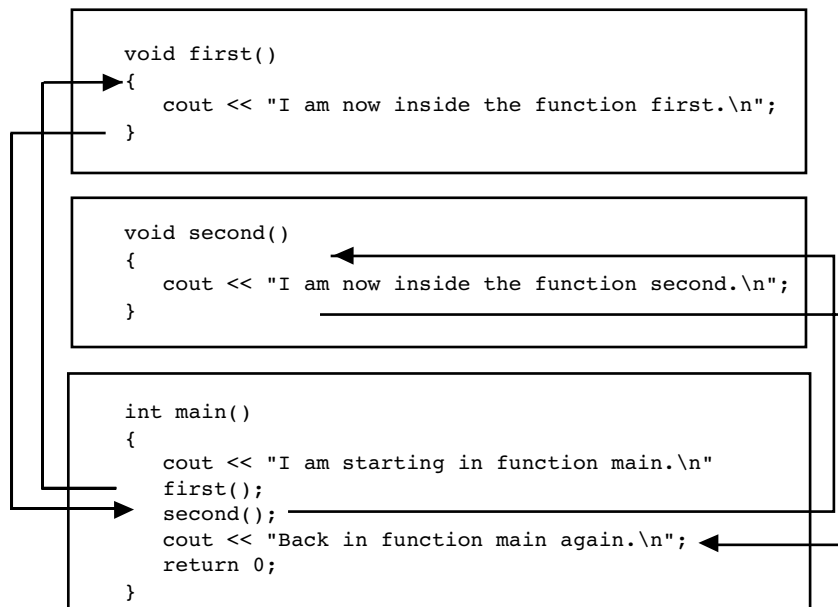 void first()
{
   cout << "I am now inside the function first.\n";
}
void second()
{
   cout << "I am now inside the function second.\n";
}
int main()
{
   cout << "I am starting in function main.\n"
   first();
   second();
   cout << "Back in function main again.\n";
   return 0;
}